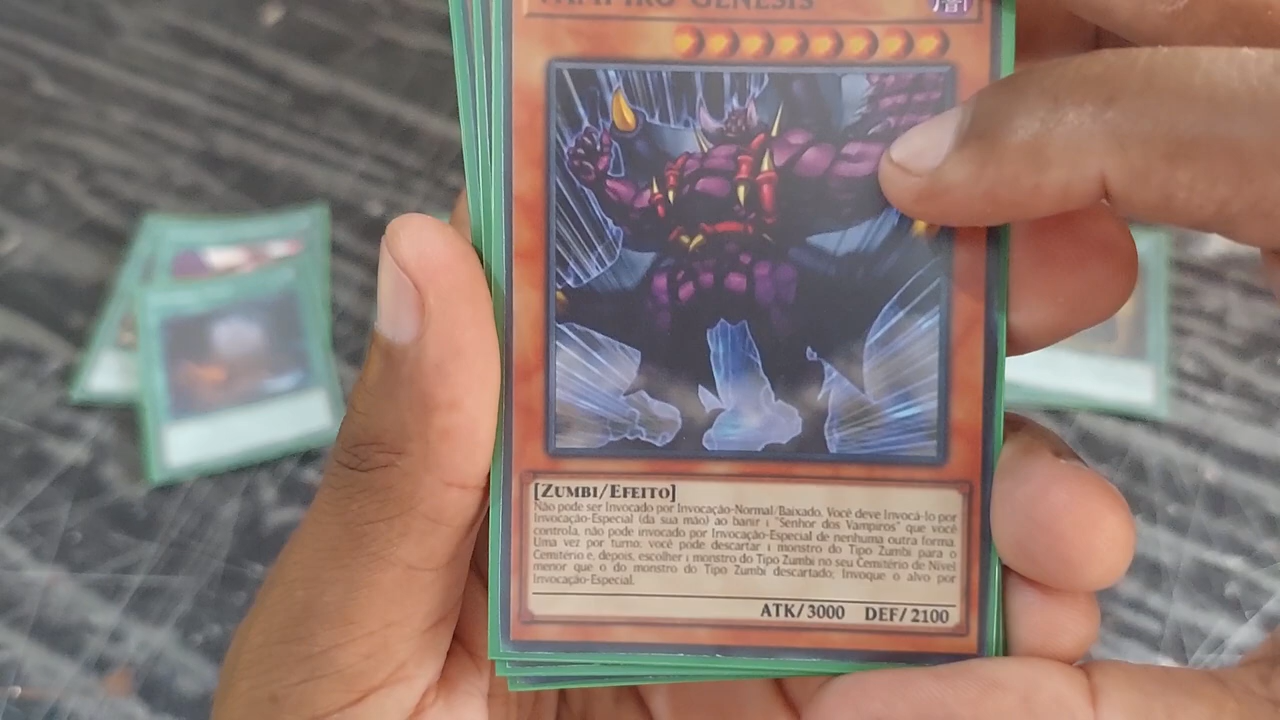 VAMPIRO GÊNESIS
[ZUMBI/EFEITO]
Não pode ser Invocado por Invocação-Normal/Baixado. Você deve Invocá-lo por
Invocação-Especial (da sua mão) ao banir 1 "Senhor dos Vampiros" que você
controla, não pode invocado por Invocação-Especial de nenhuma outra forma.
Uma vez por turno: você pode descartar 1 monstro do Tipo Zumbi para o
Cemitério e, depois, escolher 1 monstro do Tipo Zumbi no seu Cemitério de Nível
menor que o do monstro do Tipo Zumbi descartado; Invoque o alvo por
Invocação-Especial.
ATK/3000 DEF/2100